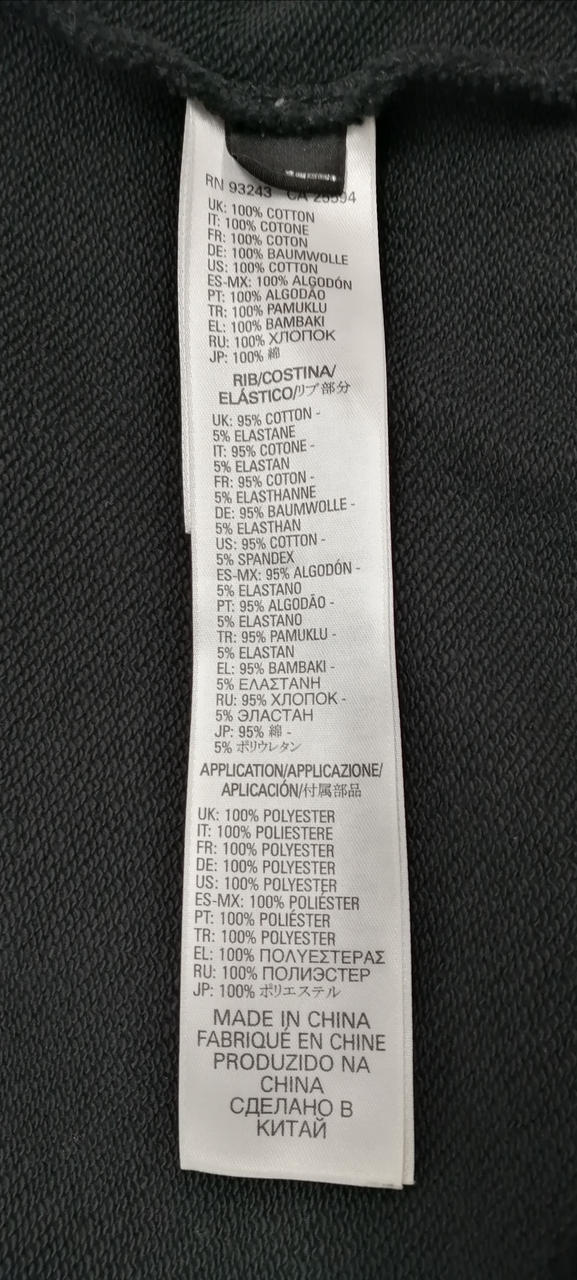 RN 93243 CA 25594
UK: 100% COTTON
IT: 100% COTONE
FR: 100% COTON
DE: 100% BAUMWOLLE
US: 100% COTTON
ES-MX: 100% ALGODÓN
PT: 100% ALGODÃO
TR: 100% PAMUKLU
EL: 100% BAMBAKI
RU: 100% ХЛОПОК
JP: 100% 綿
RIB/COSTINA/
ELÁSTICO/リブ部分
UK: 95% COTTON -
5% ELASTANE
IT: 95% COTONE -
5% ELASTAN
FR: 95% COTON -
5% ELASTHANNE
DE: 95% BAUMWOLLE -
5% ELASTHAN
US: 95% COTTON -
5% SPANDEX
ES-MX: 95% ALGODÓN -
5% ELASTANO
PT: 95% ALGODÃO -
5% ELASTANO
TR: 95% PAMUKLU -
5% ELASTAN
EL: 95% BAMBAKI -
5% ΕΛΑΣΤΑΝΗ
RU: 95% ХЛОПОК -
5% ЭЛАСТАН
JP: 95% 綿 -
5% ポリウレタン
APPLICATION/APPLICAZIONE/
APLICACIÓN/付属部品
UK: 100% POLYESTER
IT: 100% POLIESTERE
FR: 100% POLYESTER
DE: 100% POLYESTER
US: 100% POLYESTER
ES-MX: 100% POLIÉSTER
PT: 100% POLIÉSTER
TR: 100% POLYESTER
EL: 100% ΠΟΛΥΕΣΤΕΡΑΣ
RU: 100% ПОЛИЭСТЕР
JP: 100% ポリエステル
MADE IN CHINA
FABRIQUÉ EN CHINE
PRODUZIDO NA
CHINA
СДЕЛАНО В
КИТАЙ